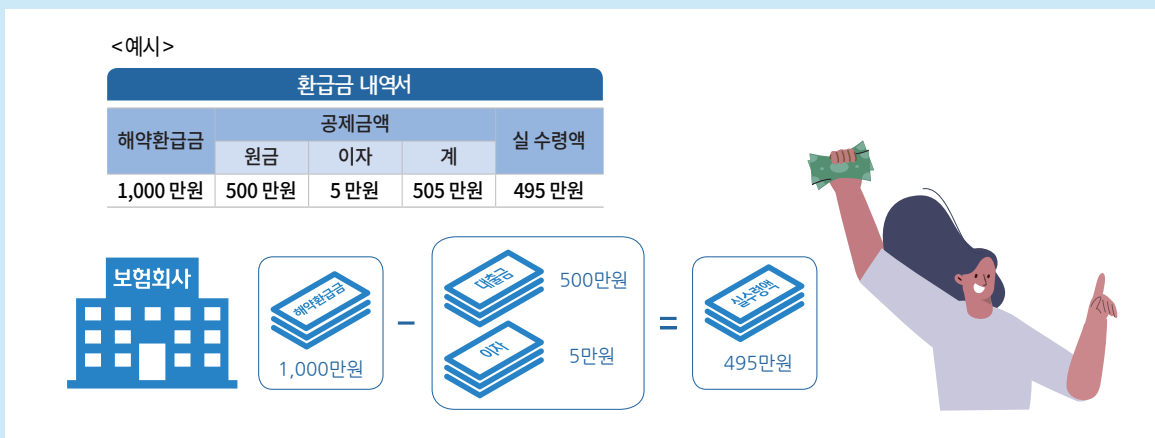 <예시>
환급금 내역서
해약환급금 공제금액 실 수령액
원금 이자 계
1,000 만원 500 만원 5 만원 505 만원 495 만원
보험회사
해약환급금
1,000만원
−
대출금 500만원
이자 5만원
=
실수령액
495만원